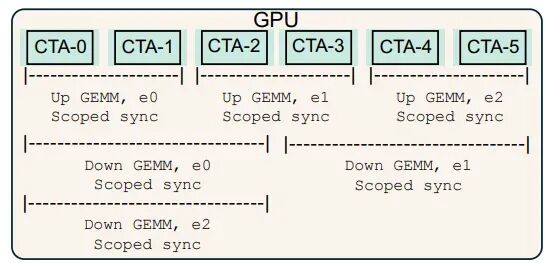 GPU
CTA-0 CTA-1 CTA-2 CTA-3 CTA-4 CTA-5
Up GEMM, e0 Up GEMM, e1 Up GEMM, e2
Scoped sync Scoped sync Scoped sync
Down GEMM, e0 Down GEMM, e1
Scoped sync Scoped sync
Down GEMM, e2
Scoped sync